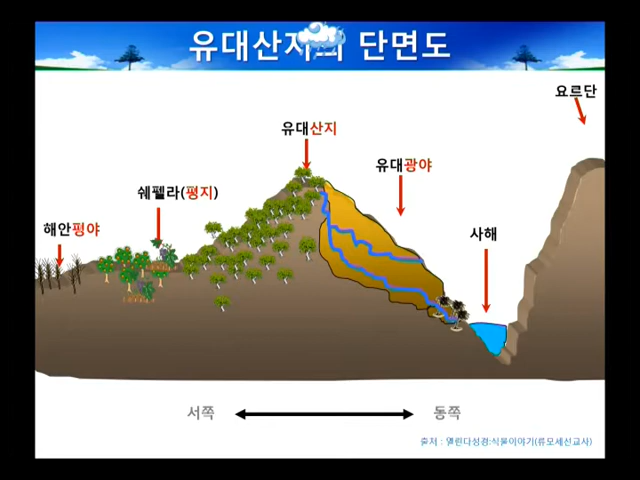 유대산지의 단면도
요르단
유대산지
유대광야
쉐펠라(평지)
해안평야
사해
서쪽
동쪽
출처 : 열린다성경:식물이야기(류모세선교사)